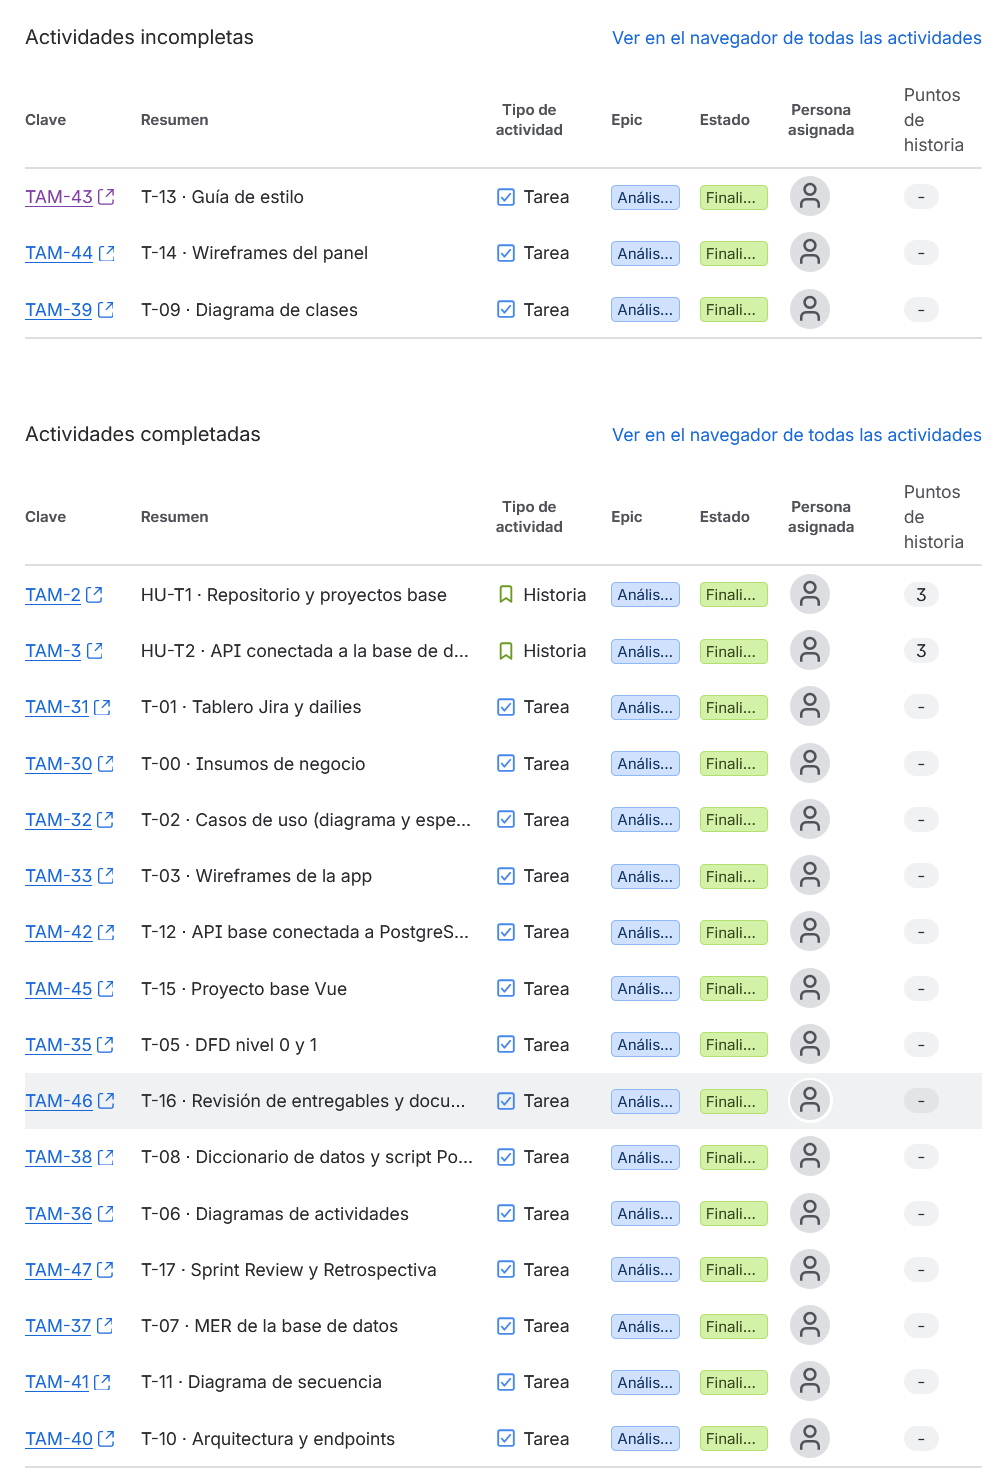 Actividades incompletas Ver en el navegador de todas las actividades
Clave Resumen Tipo de actividad Epic Estado Persona asignada Puntos de historia
TAM-43 T-13 · Guía de estilo Tarea Anális... Finali... -
TAM-44 T-14 · Wireframes del panel Tarea Anális... Finali... -
TAM-39 T-09 · Diagrama de clases Tarea Anális... Finali... -
Actividades completadas Ver en el navegador de todas las actividades
Clave Resumen Tipo de actividad Epic Estado Persona asignada Puntos de historia
TAM-2 HU-T1 · Repositorio y proyectos base Historia Anális... Finali... 3
TAM-3 HU-T2 · API conectada a la base de d... Historia Anális... Finali... 3
TAM-31 T-01 · Tablero Jira y dailies Tarea Anális... Finali... -
TAM-30 T-00 · Insumos de negocio Tarea Anális... Finali... -
TAM-32 T-02 · Casos de uso (diagrama y espe... Tarea Anális... Finali... -
TAM-33 T-03 · Wireframes de la app Tarea Anális... Finali... -
TAM-42 T-12 · API base conectada a PostgreS... Tarea Anális... Finali... -
TAM-45 T-15 · Proyecto base Vue Tarea Anális... Finali... -
TAM-35 T-05 · DFD nivel 0 y 1 Tarea Anális... Finali... -
TAM-46 T-16 · Revisión de entregables y docu... Tarea Anális... Finali... -
TAM-38 T-08 · Diccionario de datos y script Po... Tarea Anális... Finali... -
TAM-36 T-06 · Diagramas de actividades Tarea Anális... Finali... -
TAM-47 T-17 · Sprint Review y Retrospectiva Tarea Anális... Finali... -
TAM-37 T-07 · MER de la base de datos Tarea Anális... Finali... -
TAM-41 T-11 · Diagrama de secuencia Tarea Anális... Finali... -
TAM-40 T-10 · Arquitectura y endpoints Tarea Anális... Finali... -